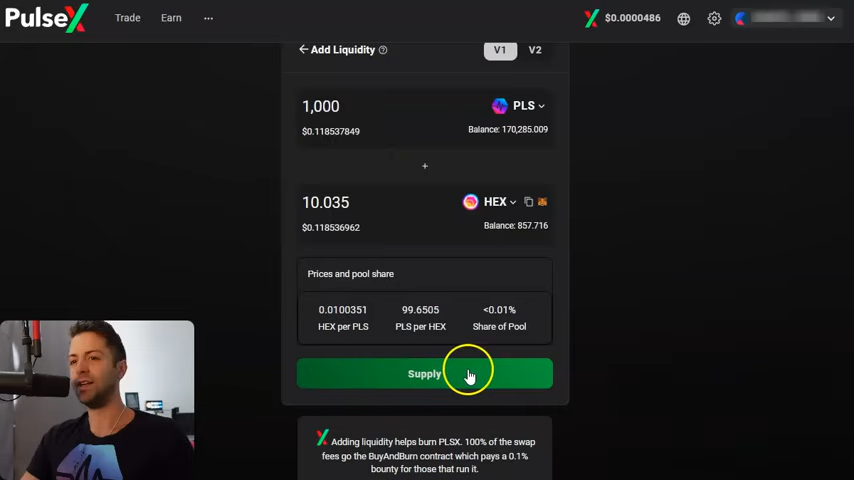 PulseX
Trade
Earn
...
$0.0000486
Add Liquidity
V1
V2
1,000
PLS
$0.118537849
Balance: 170,285.009
+
10.035
HEX
$0.118536962
Balance: 857.716
Prices and pool share
0.0100351
99.6505
<0.01%
HEX per PLS
PLS per HEX
Share of Pool
Supply
Adding liquidity helps burn PLSX. 100% of the swap
fees go the BuyAndBurn contract which pays a 0.1%
bounty for those that run it.